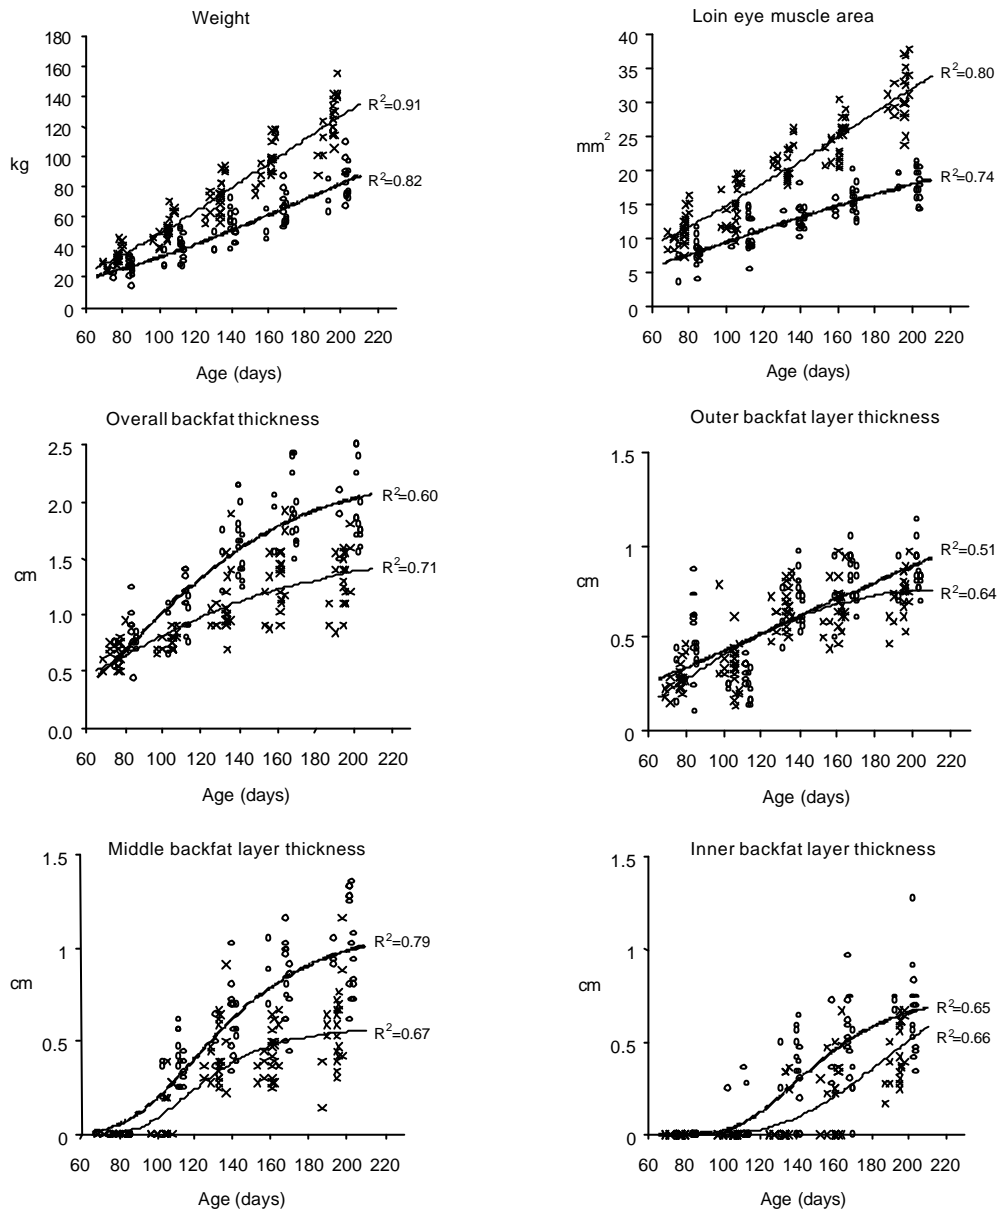 Weight
180
160
140
120
100
80
60
40
20
0
kg
R²=0.91
R²=0.82
60 80 100 120 140 160 180 200 220
Age (days)
Loin eye muscle area
40
35
30
25
20
15
10
5
0
mm²
R²=0.80
R²=0.74
60 80 100 120 140 160 180 200 220
Age (days)
Overall backfat thickness
2.5
2.0
1.5
1.0
0.5
0.0
cm
R²=0.60
R²=0.71
60 80 100 120 140 160 180 200 220
Age (days)
Outer backfat layer thickness
1.5
1
0.5
0
cm
R²=0.51
R²=0.64
60 80 100 120 140 160 180 200 220
Age (days)
Middle backfat layer thickness
1.5
1
0.5
0
cm
R²=0.79
R²=0.67
60 80 100 120 140 160 180 200 220
Age (days)
Inner backfat layer thickness
1.5
1
0.5
0
cm
R²=0.65
R²=0.66
60 80 100 120 140 160 180 200 220
Age (days)